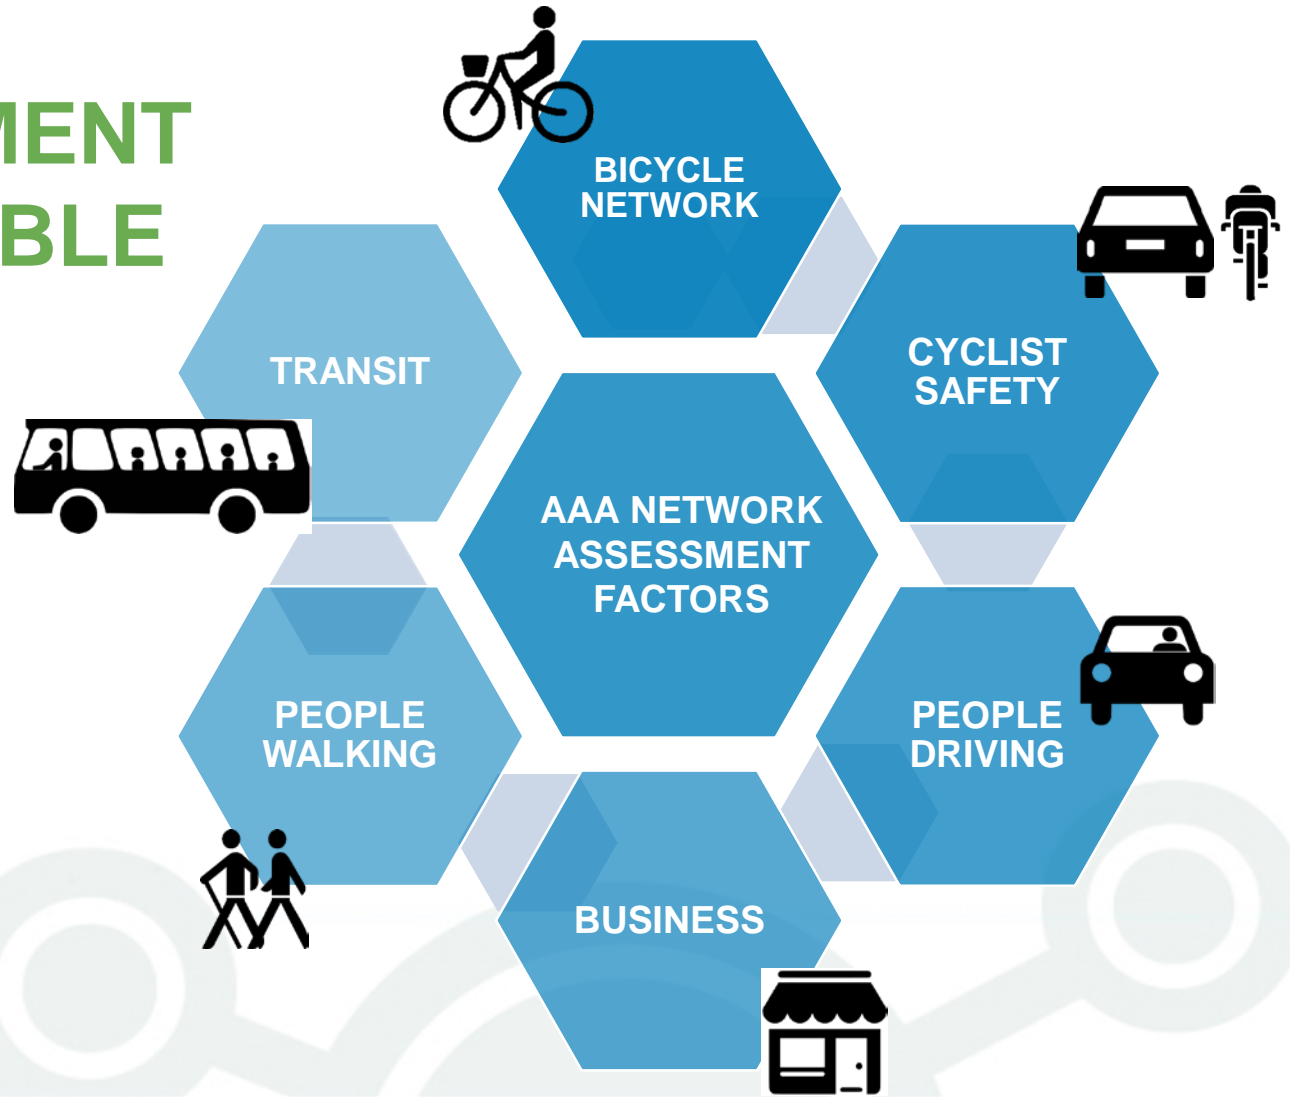 MENT
BLE
BICYCLE
NETWORK
CYCLIST
SAFETY
TRANSIT
AAA NETWORK
ASSESSMENT
FACTORS
PEOPLE
WALKING
PEOPLE
DRIVING
BUSINESS